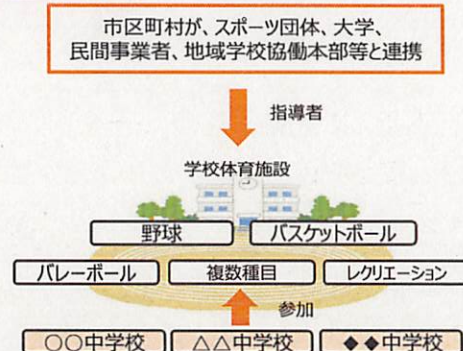 市区町村が、スポーツ団体、大学、
民間事業者、地域学校協働本部等と連携
指導者
学校体育施設
野球
バスケットボール
バレーボール
複数種目
レクリエーション
参加
○○中学校
△△中学校
◆◆中学校